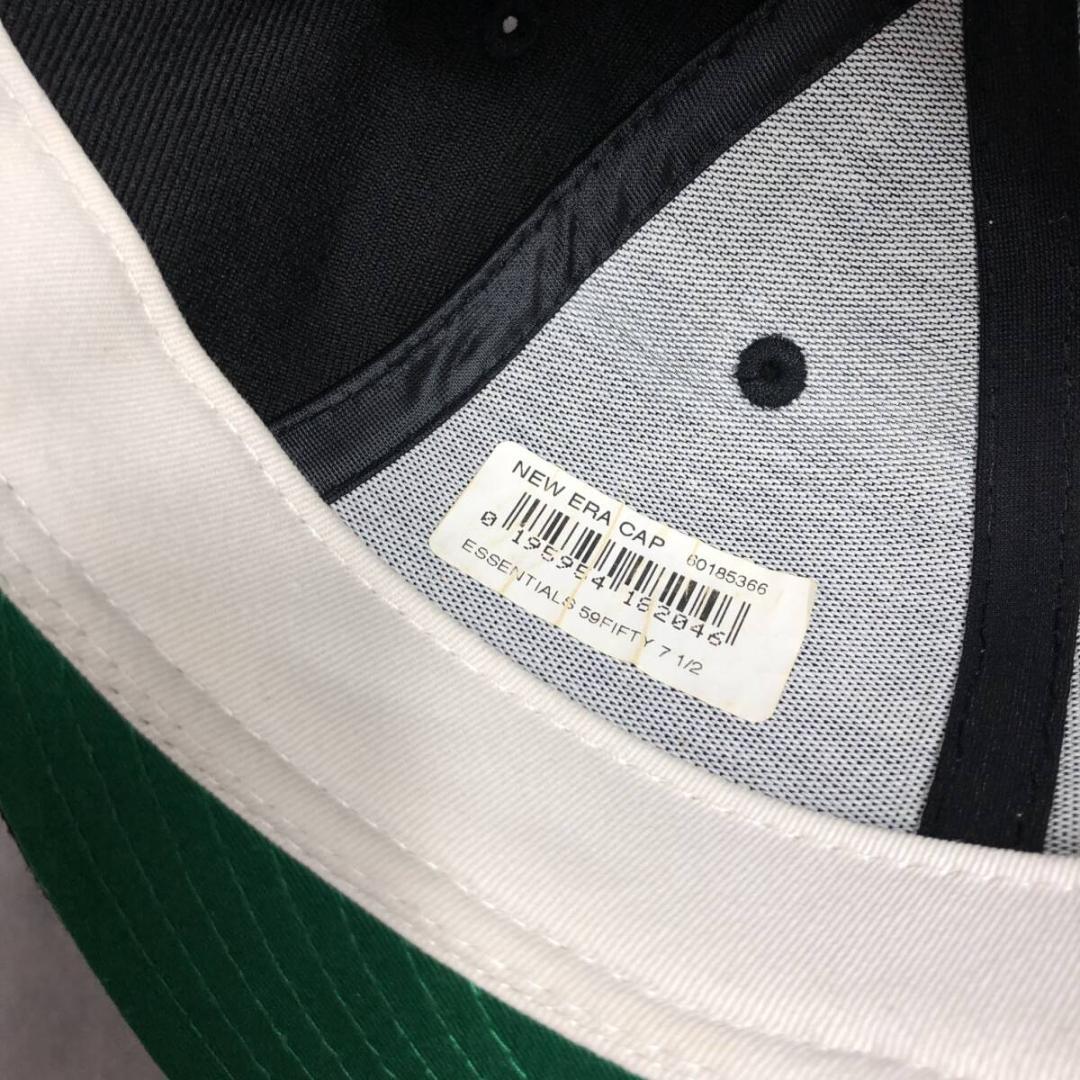 NEW ERA CAP 60185366
0 195954 182046
ESSENTIALS 59FIFTY 7 1/2